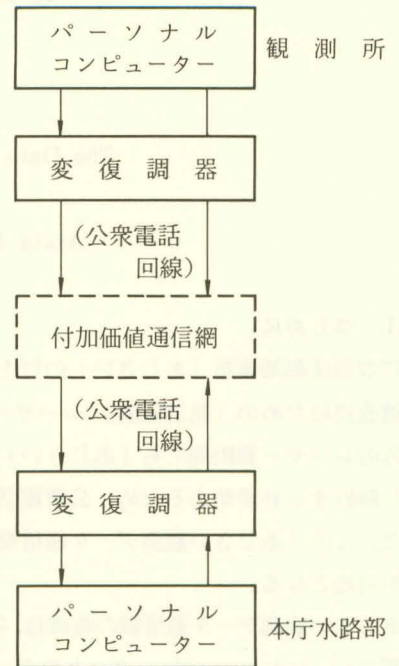 パーソナル
コンピューター
観測所
変復調器
(公衆電話
回線)
付加価値通信網
(公衆電話
回線)
変復調器
パーソナル
コンピューター
本庁水路部